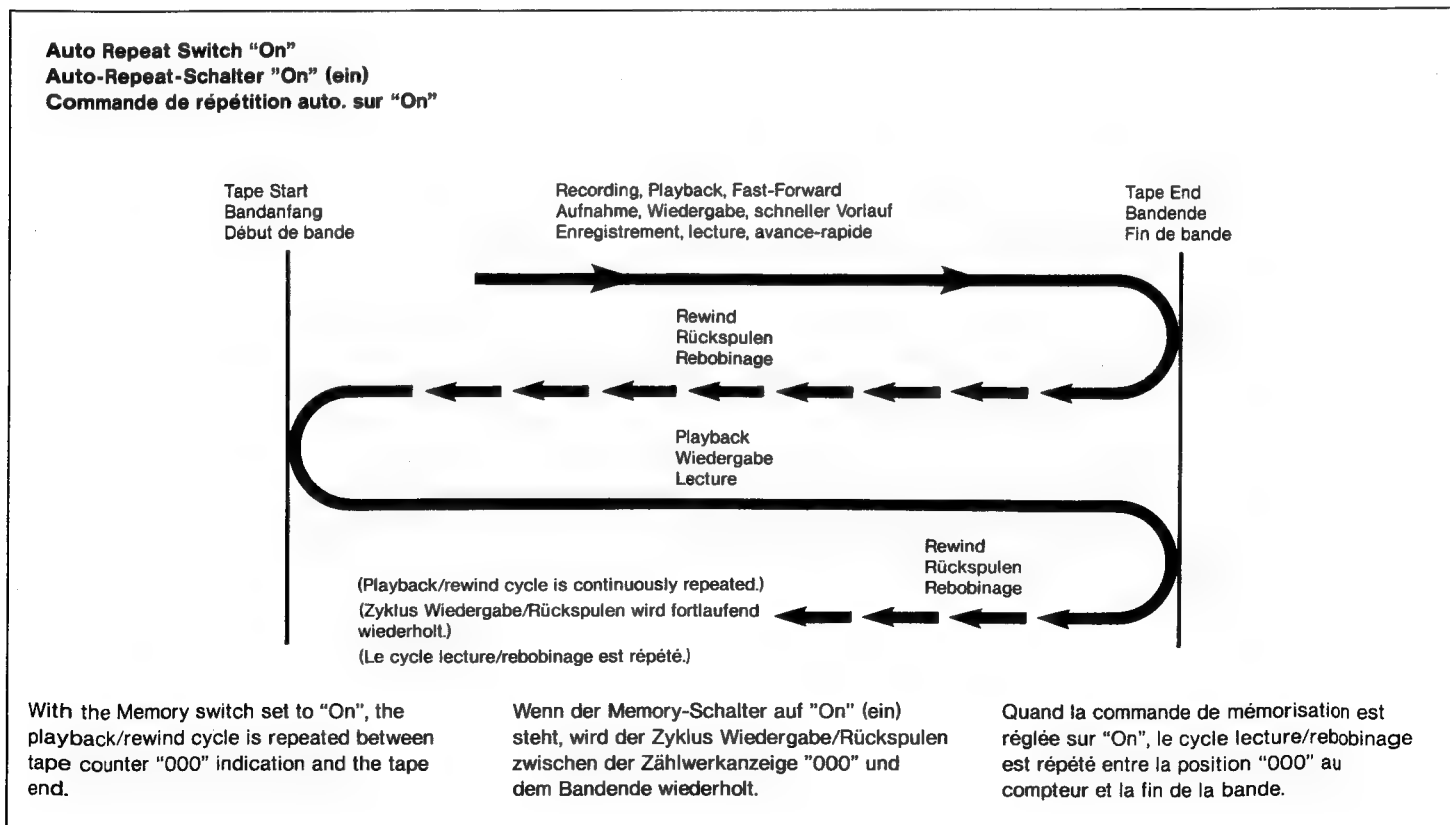 Auto Repeat Switch “On”
Auto-Repeat-Schalter ”On” (ein)
Commande de répétition auto. sur “On”
Tape Start
Bandanfang
Début de bande
Recording, Playback, Fast-Forward
Aufnahme, Wiedergabe, schneller Vorlauf
Enregistrement, lecture, avance-rapide
Tape End
Bandende
Fin de bande
Rewind
Rückspulen
Rebobinage
Playback
Wiedergabe
Lecture
Rewind
Rückspulen
Rebobinage
(Playback/rewind cycle is continuously repeated.)
(Zyklus Wiedergabe/Rückspulen wird fortlaufend
wiederholt.)
(Le cycle lecture/rebobinage est répété.)
With the Memory switch set to “On”, the
playback/rewind cycle is repeated between
tape counter “000” indication and the tape
end.
Wenn der Memory-Schalter auf ”On” (ein)
steht, wird der Zyklus Wiedergabe/Rückspulen
zwischen der Zählwerkanzeige ”000” und
dem Bandende wiederholt.
Quand la commande de mémorisation est
réglée sur “On”, le cycle lecture/rebobinage
est répété entre la position “000” au
compteur et la fin de la bande.